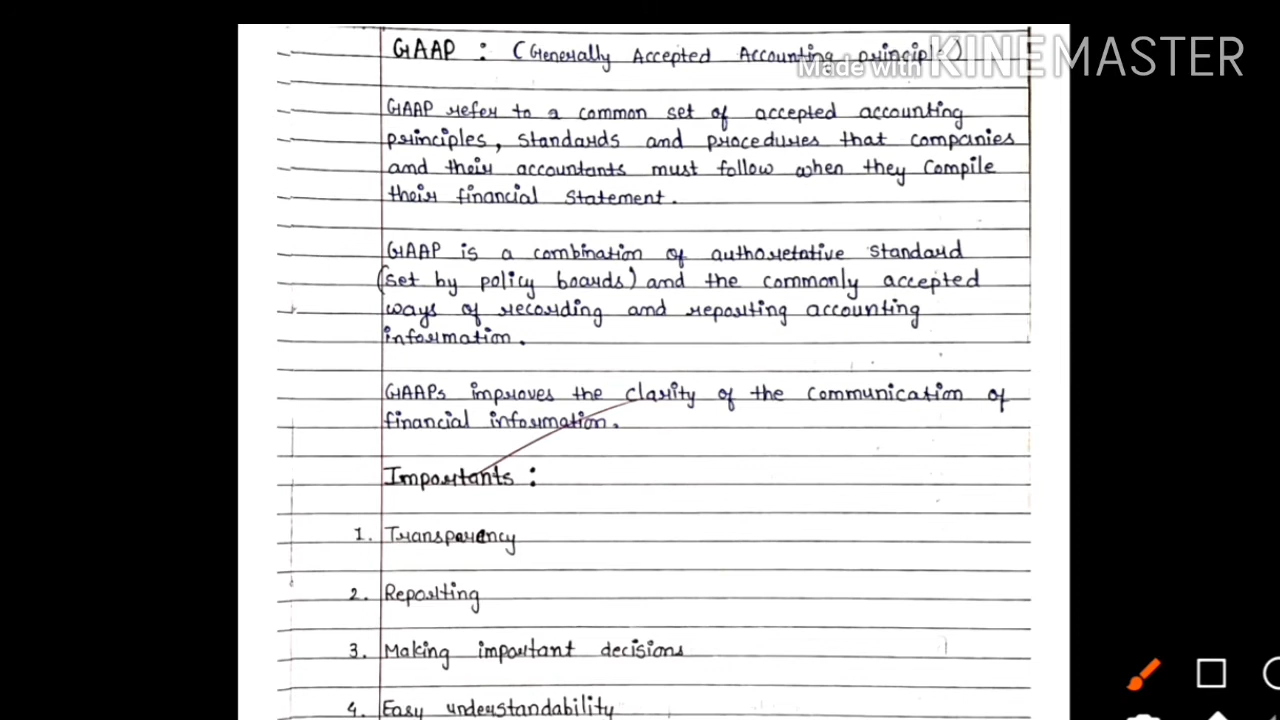 GAAP : (Generally Accepted Accounting principle)
Made with KINEMASTER
GAAP refer to a common set of accepted accounting
principles, standards and procedures that companies
and their accountants must follow when they compile
their financial statement.
GAAP is a combination of authoretative standard
(set by policy boards) and the commonly accepted
ways of recording and reporting accounting
information.
GAAPs improves the clarity of the communication of
financial information.
Importants :
1. Transparency
2. Reporting
3. Making important decisions
4. Easy understandability